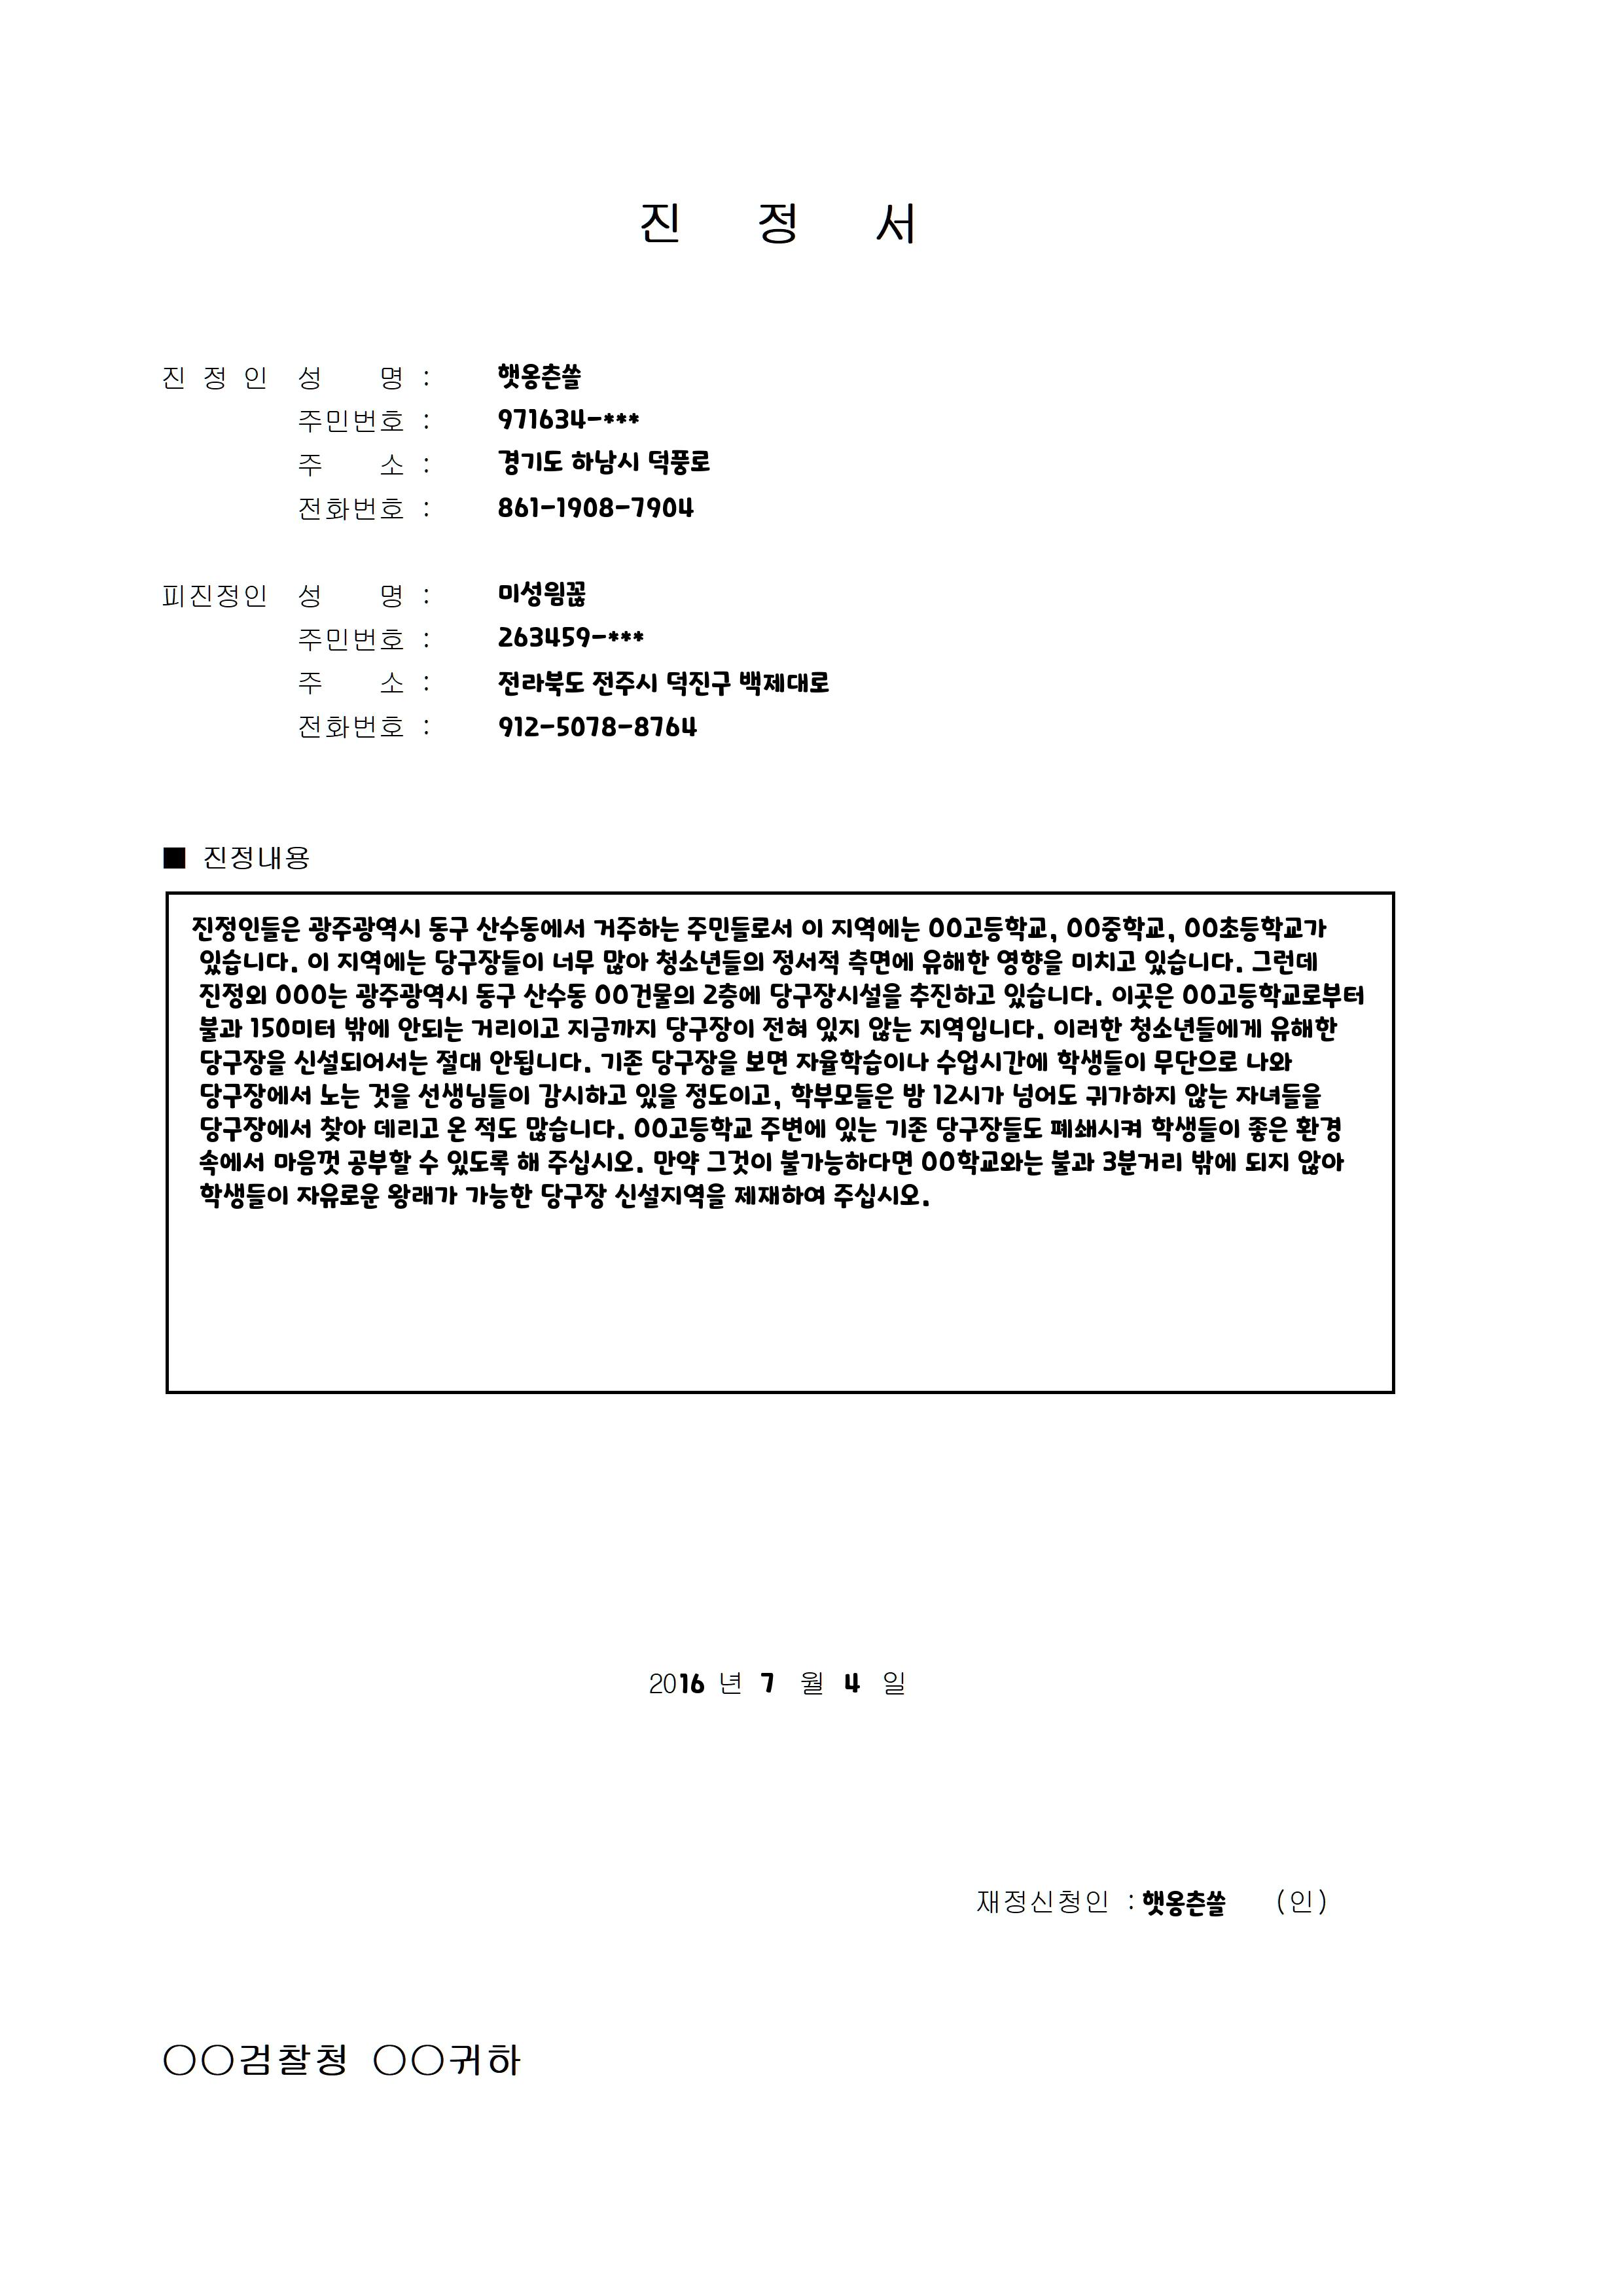 진 정 서
진 정 인 성 명 : 햇옹츤쏠
주민번호 : 971634-***
주 소 : 경기도 하남시 덕풍로
전화번호 : 861-1908-7904
피진정인 성 명 : 미성읨꿇
주민번호 : 263459-***
주 소 : 전라북도 전주시 덕진구 백제대로
전화번호 : 912-5078-8764
■ 진정내용
진정인들은 광주광역시 동구 산수동에서 거주하는 주민들로서 이 지역에는 OO고등학교, OO중학교, OO초등학교가
있습니다. 이 지역에는 당구장들이 너무 많아 청소년들의 정서적 측면에 유해한 영향을 미치고 있습니다. 그런데
진정외 OOO는 광주광역시 동구 산수동 OO건물의 2층에 당구장시설을 추진하고 있습니다. 이곳은 OO고등학교로부터
불과 150미터 밖에 안되는 거리이고 지금까지 당구장이 전혀 있지 않는 지역입니다. 이러한 청소년들에게 유해한
당구장을 신설되어서는 절대 안됩니다. 기존 당구장을 보면 자율학습이나 수업시간에 학생들이 무단으로 나와
당구장에서 노는 것을 선생님들이 감시하고 있을 정도이고, 학부모들은 밤 12시가 넘어도 귀가하지 않는 자녀들을
당구장에서 찾아 데리고 온 적도 많습니다. OO고등학교 주변에 있는 기존 당구장들도 폐쇄시켜 학생들이 좋은 환경
속에서 마음껏 공부할 수 있도록 해 주십시오. 만약 그것이 불가능하다면 OO학교와는 불과 3분거리 밖에 되지 않아
학생들이 자유로운 왕래가 가능한 당구장 신설지역을 제재하여 주십시오.
2016 년 7 월 4 일
재정신청인 : 햇옹츤쏠 (인)
○○검찰청 ○○귀하